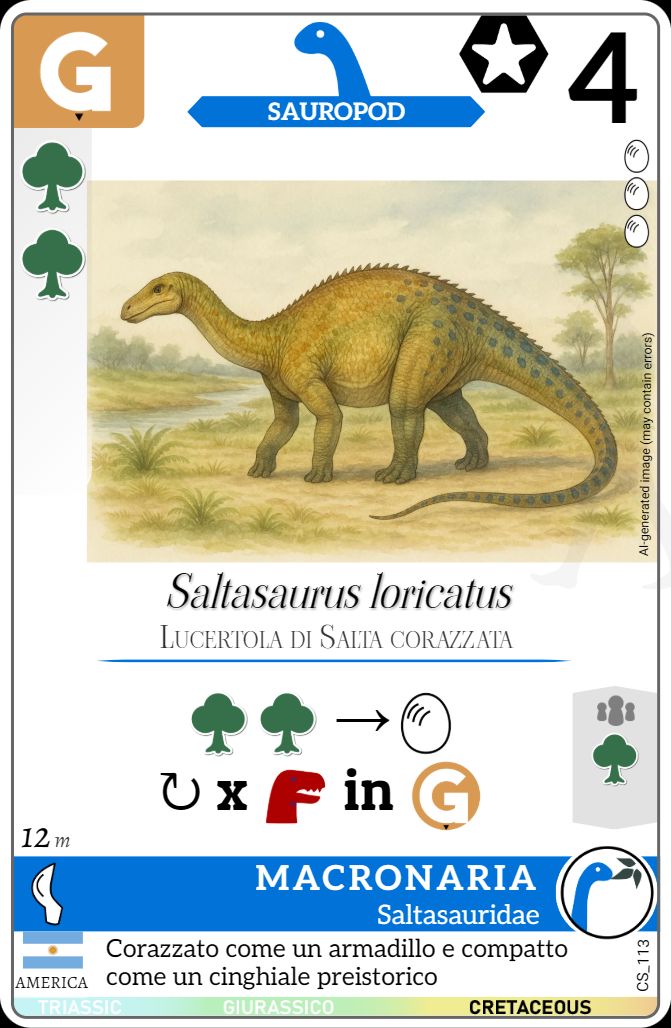 G
SAUROPOD
4
AI-generated image (may contain errors)
Saltasaurus loricatus
Lucertola di Salta corazzata
x in G
12 m
MACRONARIA
Saltasauridae
Corazzato come un armadillo e compatto
come un cinghiale preistorico
AMERICA
CS_113
TRIASSIC GIURASSICO CRETACEOUS